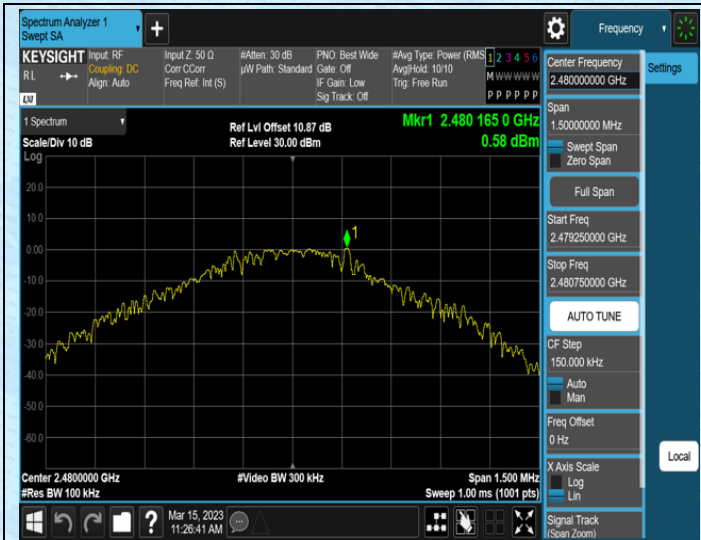 Spectrum Analyzer 1
Swept SA
Frequency
KEYSIGHT
RL
LXI
Input: RF
Coupling: DC
Align: Auto
Input Z: 50 Ω
Corr CCorr
Freq Ref: Int (S)
#Atten: 30 dB
µW Path: Standard
PNO: Best Wide
Gate: Off
IF Gain: Low
Sig Track: Off
#Avg Type: Power (RMS
Avg|Hold: 10/10
Trig: Free Run
1 2 3 4 5 6
M W W W W W
P P P P P P
Center Frequency
2.480000000 GHz
Settings
Span
1.50000000 MHz
Swept Span
Zero Span
Full Span
Start Freq
2.479250000 GHz
Stop Freq
2.480750000 GHz
AUTO TUNE
CF Step
150.000 kHz
Auto
Man
Freq Offset
0 Hz
X Axis Scale
Log
Lin
Signal Track
(Span Zoom)
Local
1 Spectrum
Scale/Div 10 dB
Log
Ref Lvl Offset 10.87 dB
Ref Level 30.00 dBm
Mkr1 2.480 165 0 GHz
0.58 dBm
20.0
10.0
0.00
-10.0
-20.0
-30.0
-40.0
-50.0
-60.0
1
Center 2.4800000 GHz
#Res BW 100 kHz
#Video BW 300 kHz
Span 1.500 MHz
Sweep 1.00 ms (1001 pts)
?
Mar 15, 2023
11:26:41 AM